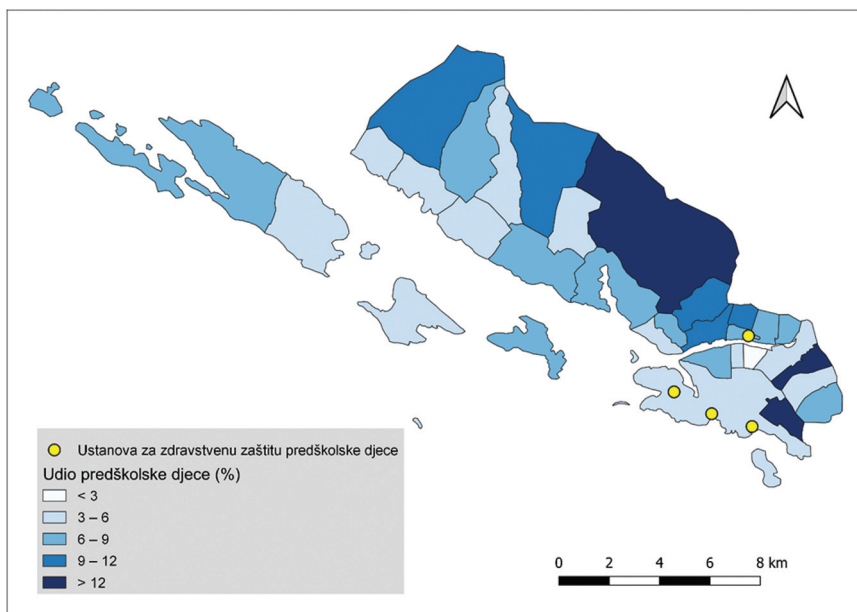 Ustanova za zdravstvenu zaštitu predškolske djece
Udio predškolske djece (%)
< 3
3 – 6
6 – 9
9 – 12
> 12
0 2 4 6 8 km